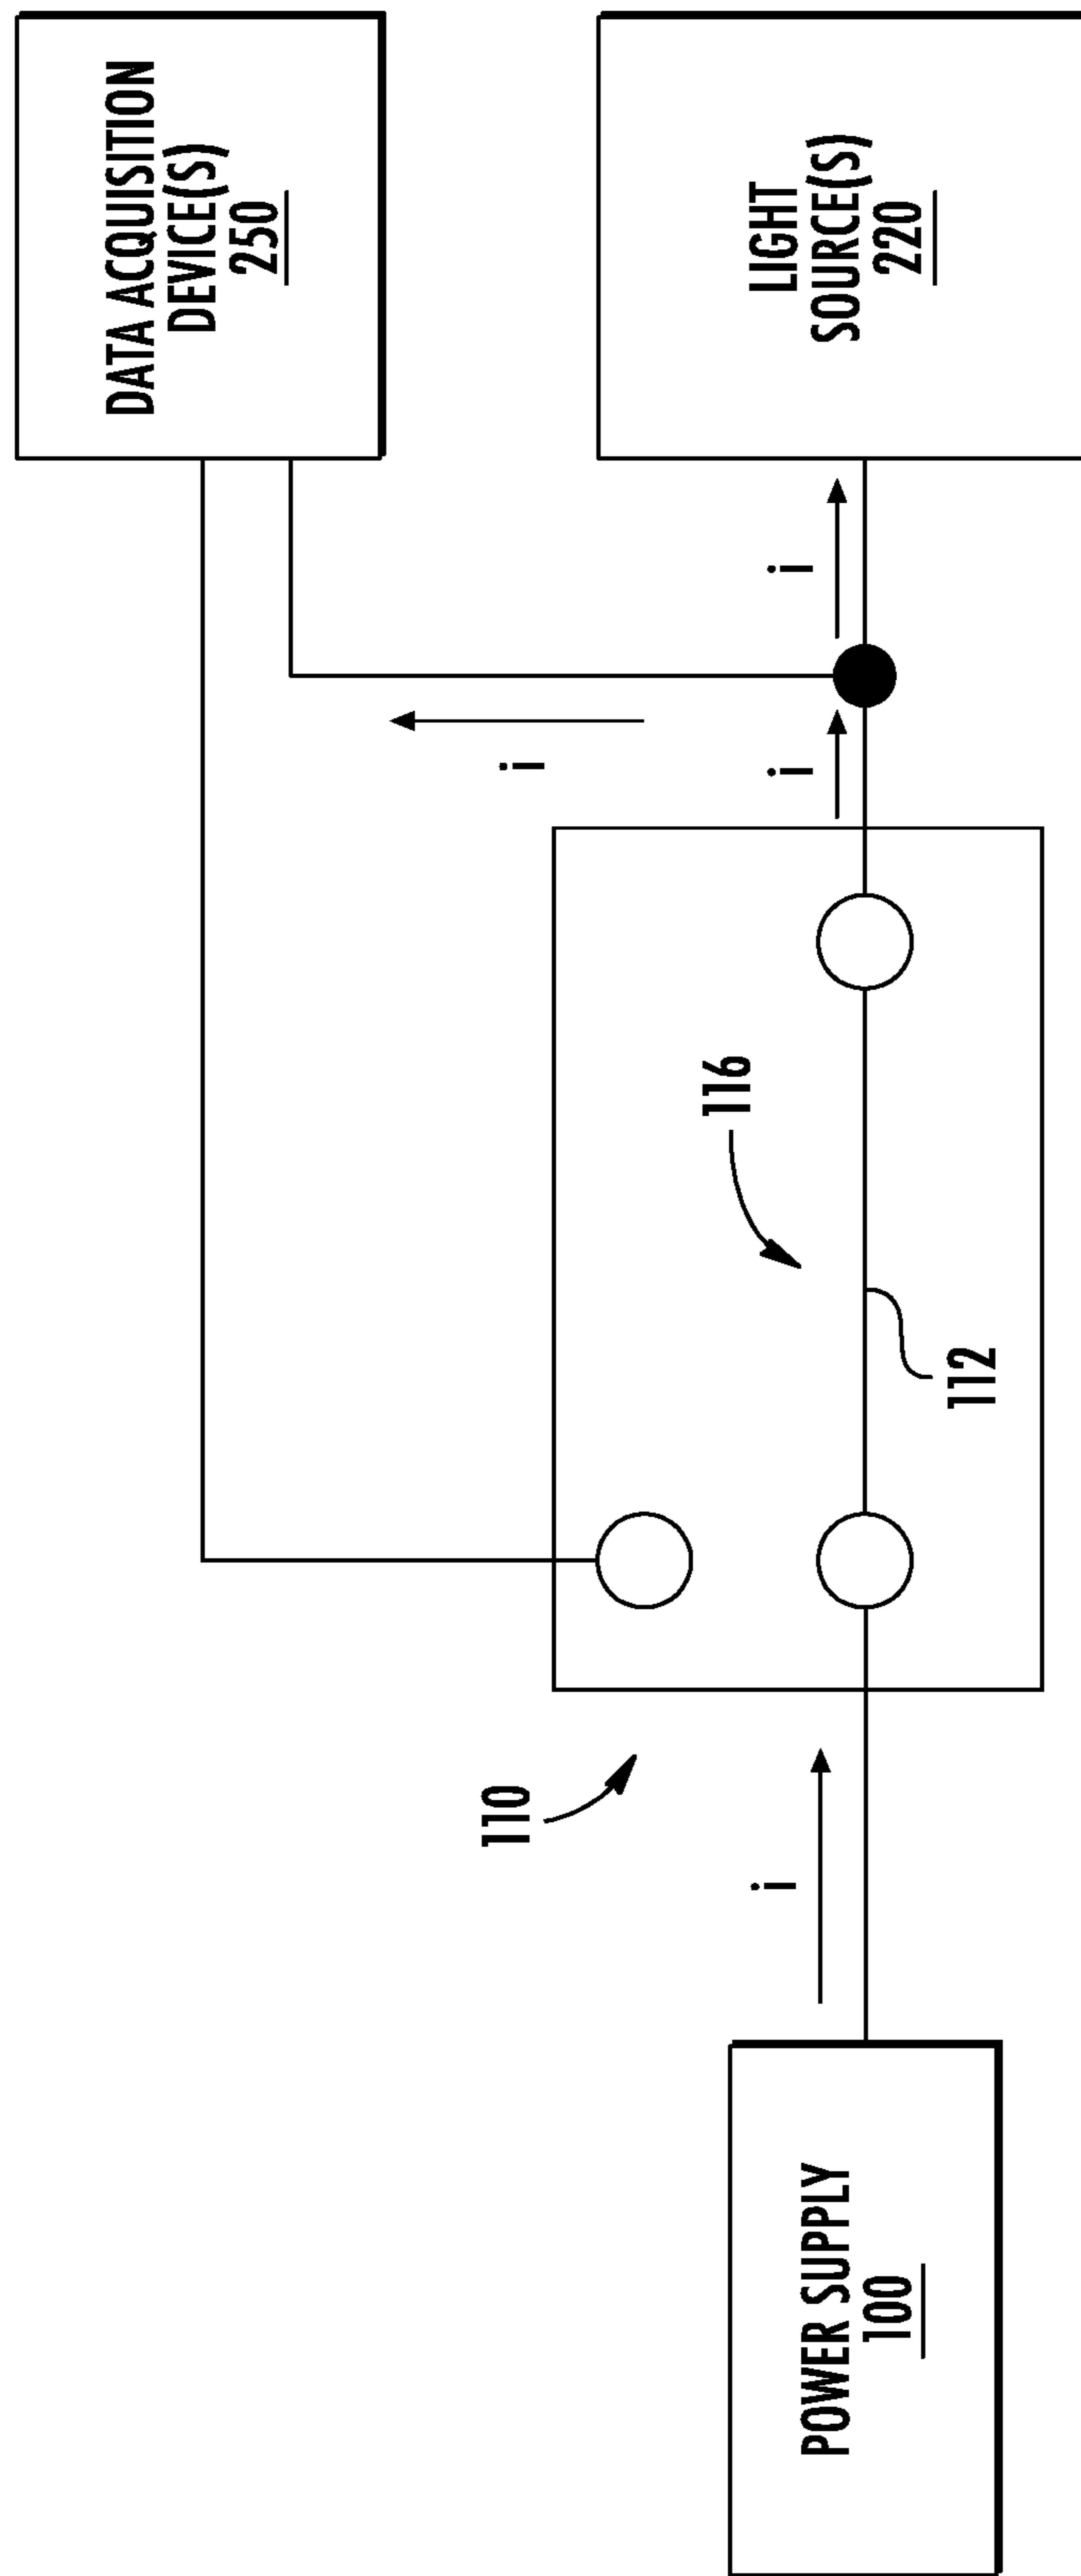 DATA ACQUISITION
DEVICE(S)
250
LIGHT
SOURCE(S)
220
i
i
i
116
112
110
i
POWER SUPPLY
100